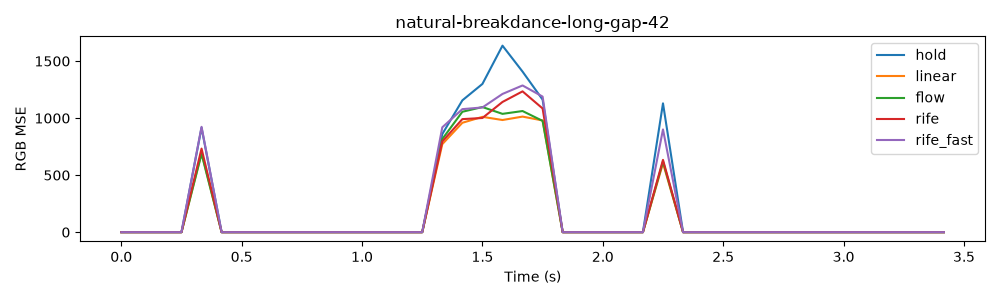 natural-breakdance-long-gap-42
RGB MSE
1500
1000
500
0
hold
linear
flow
rife
rife_fast
0.0 0.5 1.0 1.5 2.0 2.5 3.0 3.5
Time (s)